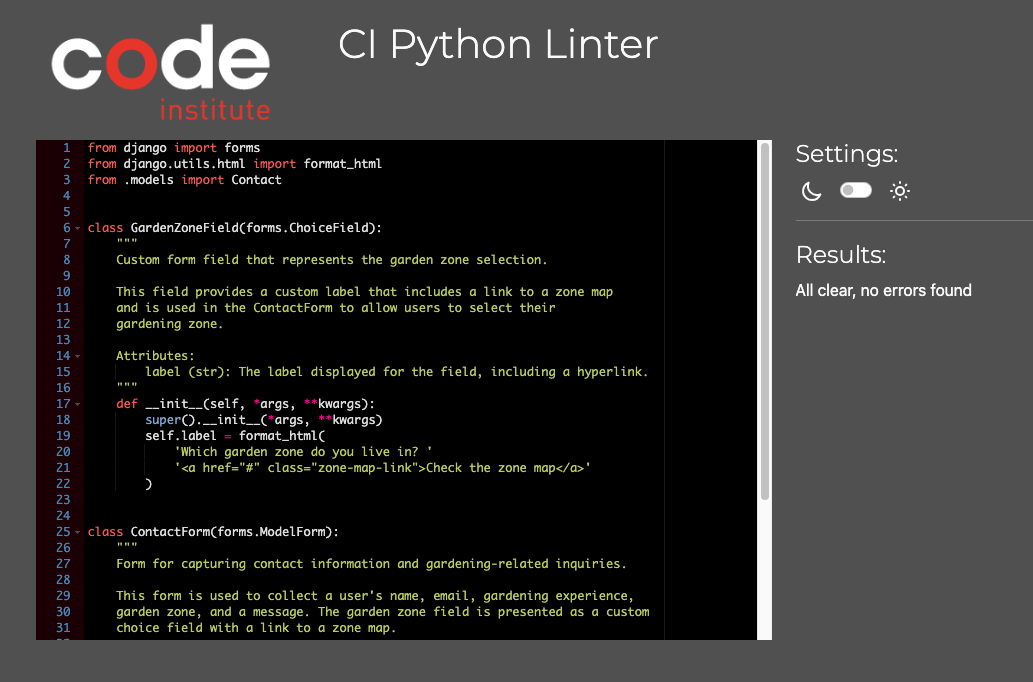 code
institute
CI Python Linter
1 from django import forms
2 from django.utils.html import format_html
3 from .models import Contact
4
5
6 class GardenZoneField(forms.ChoiceField):
7     """
8     Custom form field that represents the garden zone selection.
9
10     This field provides a custom label that includes a link to a zone map
11     and is used in the ContactForm to allow users to select their
12     gardening zone.
13
14     Attributes:
15         label (str): The label displayed for the field, including a hyperlink.
16     """
17     def __init__(self, *args, **kwargs):
18         super().__init__(*args, **kwargs)
19         self.label = format_html(
20             'Which garden zone do you live in? '
21             '<a href="#" class="zone-map-link">Check the zone map</a>'
22         )
23
24
25 class ContactForm(forms.ModelForm):
26     """
27     Form for capturing contact information and gardening-related inquiries.
28
29     This form is used to collect a user's name, email, gardening experience,
30     garden zone, and a message. The garden zone field is presented as a custom
31     choice field with a link to a zone map.
Settings:
Results:
All clear, no errors found